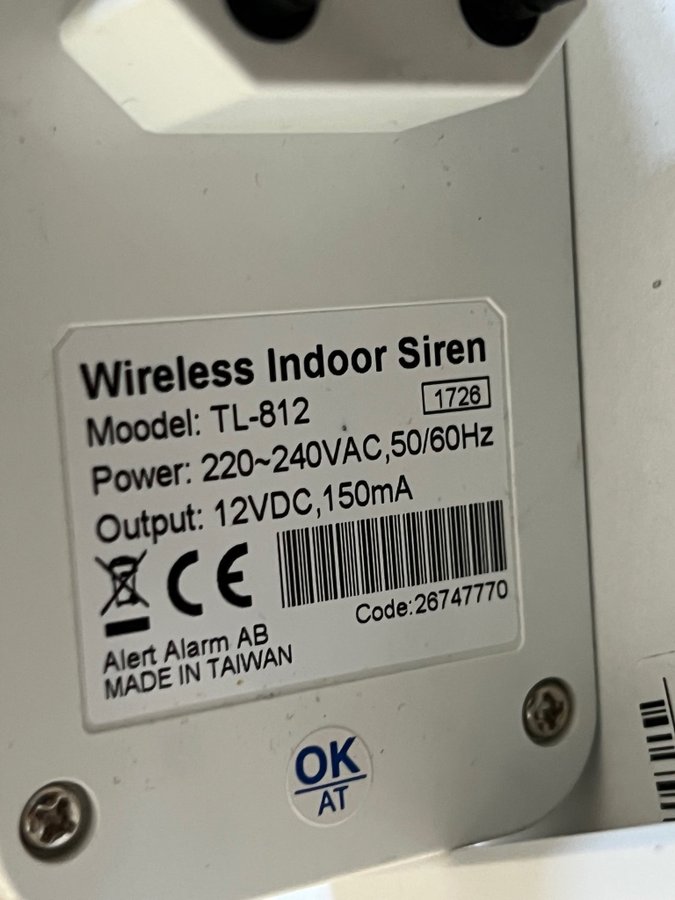 Wireless Indoor Siren
Moodel: TL-812
1726
Power: 220~240VAC,50/60Hz
Output: 12VDC,150mA
CE
Code:26747770
Alert Alarm AB
MADE IN TAIWAN
OK
AT